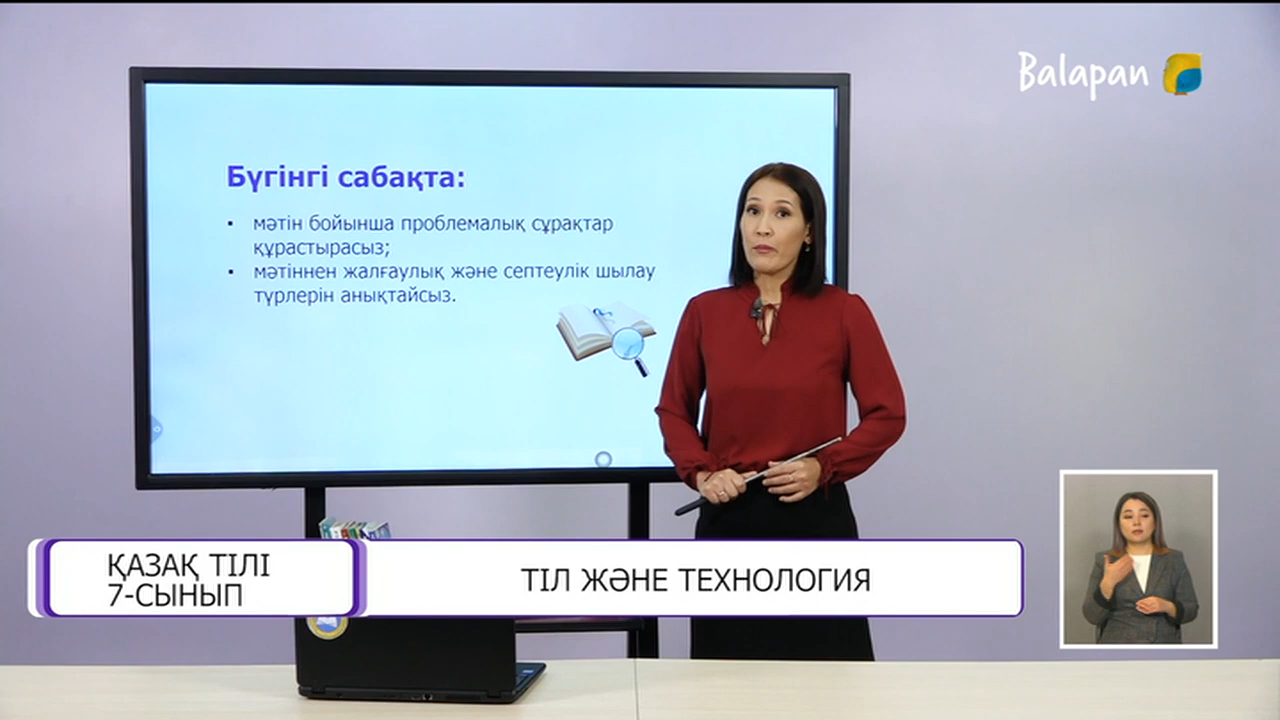 Balapan
Бүгінгі сабақта:
• мәтін бойынша проблемалық сұрақтар
құрастырасыз;
• мәтіннен жалғаулық және септеулік шылау
түрлерін анықтайсыз.
ҚАЗАҚ ТІЛІ
7-СЫНЫП
ТІЛ ЖӘНЕ ТЕХНОЛОГИЯ